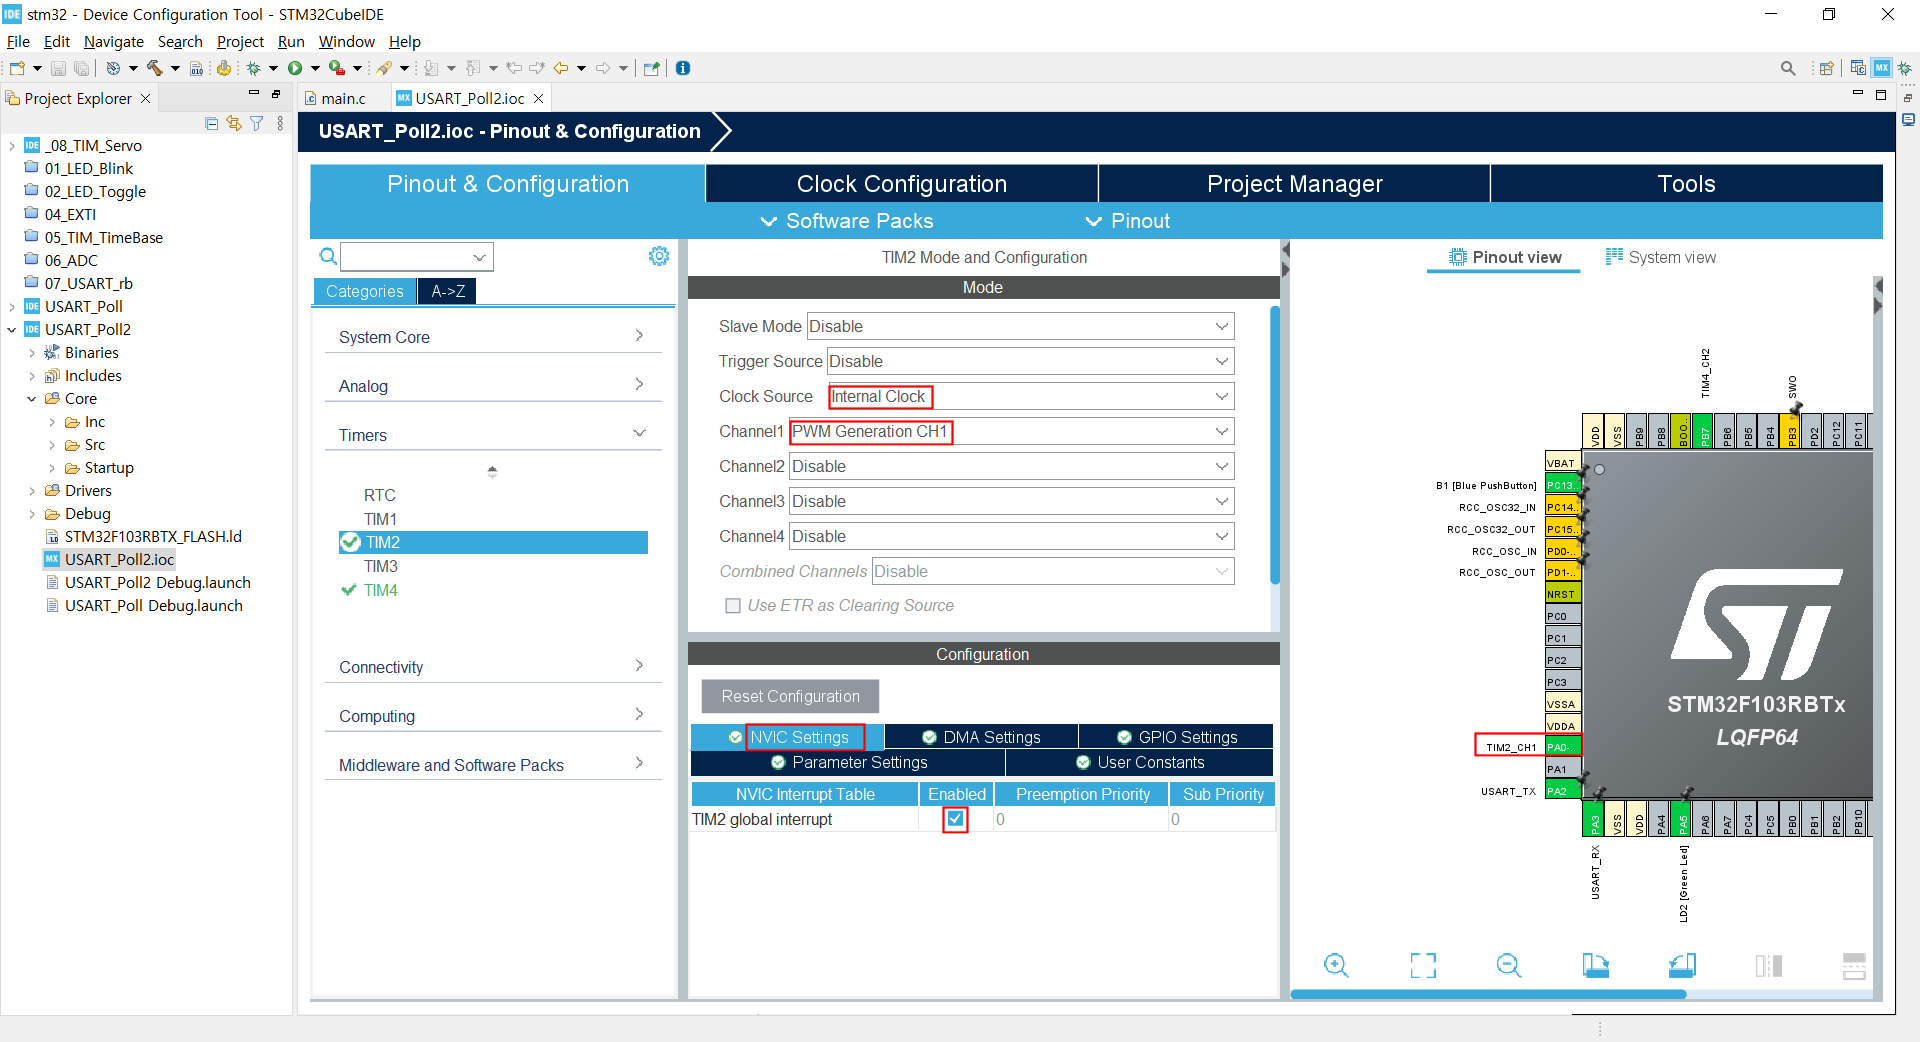 IDE stm32 - Device Configuration Tool - STM32CubeIDE
File Edit Navigate Search Project Run Window Help
010 MX
Project Explorer
main.c
MX USART_Poll2.ioc
USART_Poll2.ioc - Pinout & Configuration
IDE _08_TIM_Servo
01_LED_Blink
02_LED_Toggle
04_EXTI
05_TIM_TimeBase
06_ADC
07_USART_rb
IDE USART_Poll
IDE USART_Poll2
Binaries
Includes
Core
Inc
Src
Startup
Drivers
Debug
STM32F103RBTX_FLASH.ld
MX USART_Poll2.ioc
USART_Poll2 Debug.launch
USART_Poll Debug.launch
Pinout & Configuration
Clock Configuration
Project Manager
Tools
Software Packs
Pinout
Categories
A->Z
System Core
Analog
Timers
RTC
TIM1
TIM2
TIM3
TIM4
Connectivity
Computing
Middleware and Software Packs
TIM2 Mode and Configuration
Mode
Slave Mode Disable
Trigger Source Disable
Clock Source Internal Clock
Channel1 PWM Generation CH1
Channel2 Disable
Channel3 Disable
Channel4 Disable
Combined Channels Disable
Use ETR as Clearing Source
Configuration
Reset Configuration
NVIC Settings
DMA Settings
GPIO Settings
Parameter Settings
User Constants
NVIC Interrupt Table Enabled Preemption Priority Sub Priority
TIM2 global interrupt 0 0
Pinout view
System view
TIM4_CH2
SWO
VDD VSS PB9 PB8 BOO.. PB7 PB6 PB5 PB4 PB3 PD2 PC12 PC11
VBAT
B1 [Blue PushButton] PC13..
RCC_OSC32_IN PC14..
RCC_OSC32_OUT PC15..
RCC_OSC_IN PD0-..
RCC_OSC_OUT PD1-..
NRST
PC0
PC1
PC2
PC3
VSSA
VDDA
TIM2_CH1 PA0-..
PA1
USART_TX PA2
ST
STM32F103RBTx
LQFP64
PA3 VSS VDD PA4 PA5 PA6 PA7 PC4 PC5 PB0 PB1 PB2 PB10
USART_RX
LD2 [Green Led]